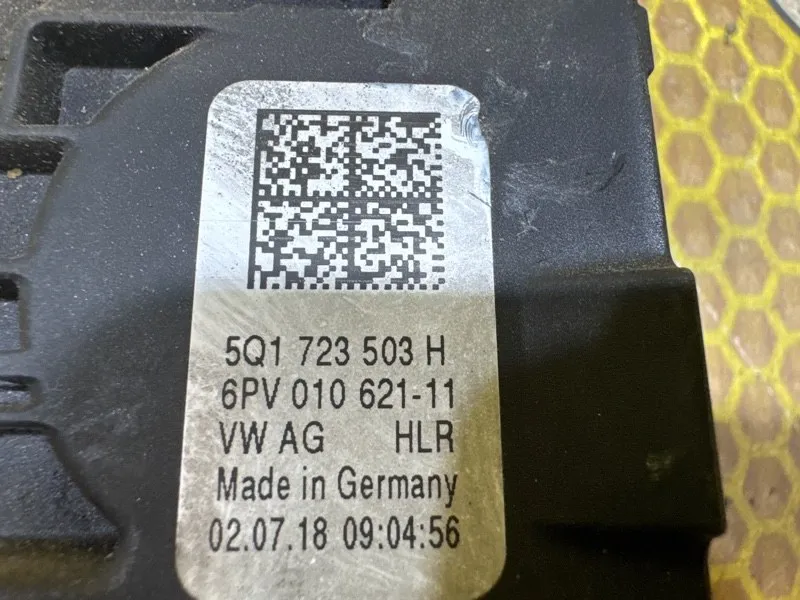 5Q1 723 503 H
6PV 010 621-11
VW AG HLR
Made in Germany
02.07.18 09:04:56